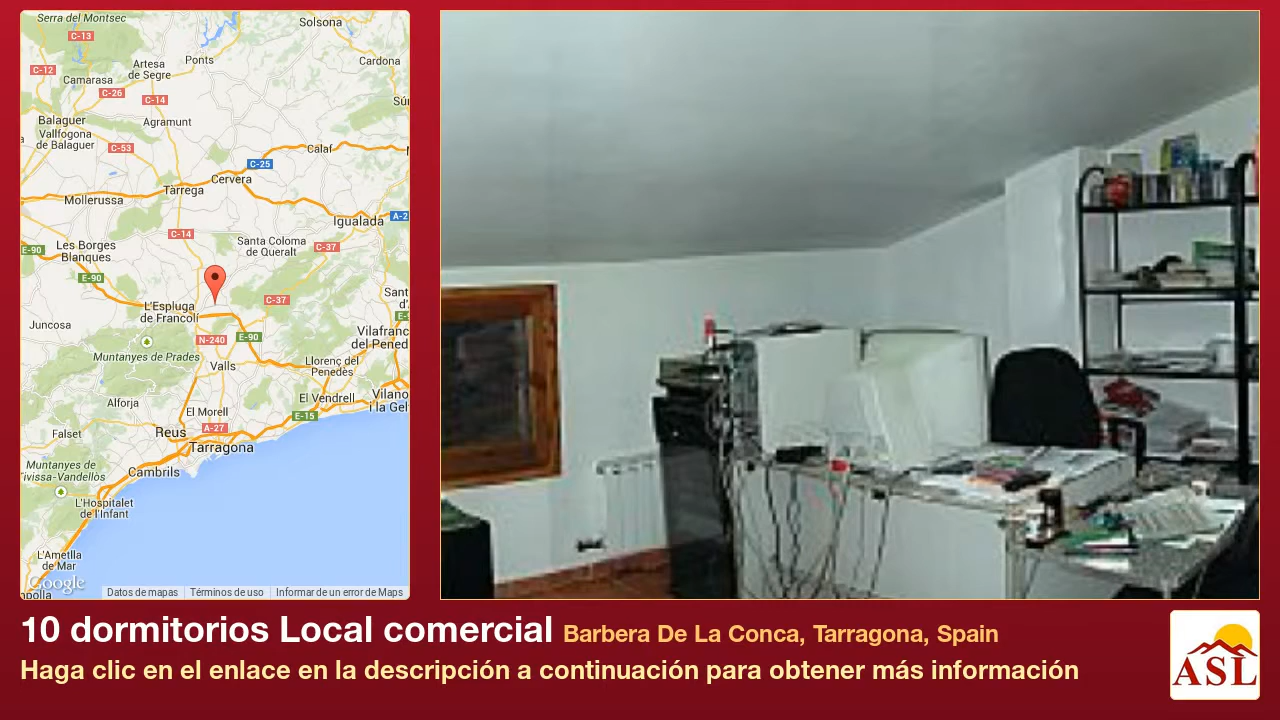 Serra del Montsec
Solsona
C-13
Ponts
Cardona
C-12
Artesa
de Segre
Camarasa
C-26
C-14
Balaguer
Agramunt
Vallfogona
de Balaguer
C-53
Calaf
C-25
Cervera
Tàrrega
Mollerussa
Igualada
A-2
C-14
Santa Coloma
de Queralt
C-37
Les Borges
Blanques
E-90
E-90
C-37
L'Espluga
de Francolí
Juncosa
N-240
E-90
Muntanyes de Prades
Valls
Llorenç del
Penedès
Alforja
El Vendrell
El Morell
E-15
A-27
Falset
Reus
Tarragona
Cambrils
Muntanyes de
L'Hospitalet
de l'Infant
L'Ametlla
de Mar
Google
Datos de mapas
Términos de uso
Informar de un error de Maps
10 dormitorios Local comercial Barbera De La Conca, Tarragona, Spain
Haga clic en el enlace en la descripción a continuación para obtener más información
ASL